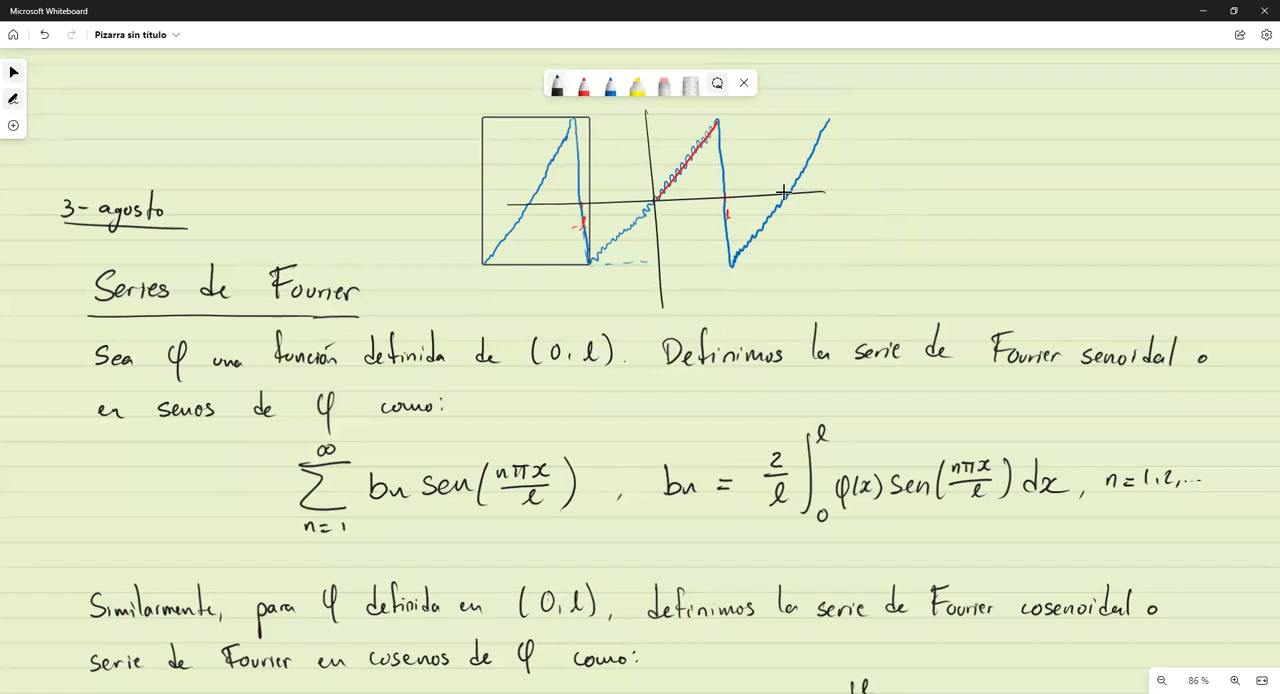 Microsoft Whiteboard
Pizarra sin título
-l
l
3- agosto
Series de Fourier
Sea φ una función definida de (0, l). Definimos la serie de Fourier senoidal o
en senos de φ como:
∑_{n=1}^{∞} bn sen(nπx/l) , bn = 2/l ∫_0^l φ(x) sen(nπx/l) dx, n=1,2,...
Similarmente, para φ definida en (0, l), definimos la serie de Fourier cosenoidal o
serie de Fourier en cosenos de φ como:
86 %